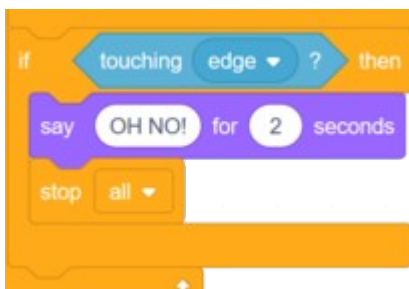 if touching edge ? then
say OH NO! for 2 seconds
stop all